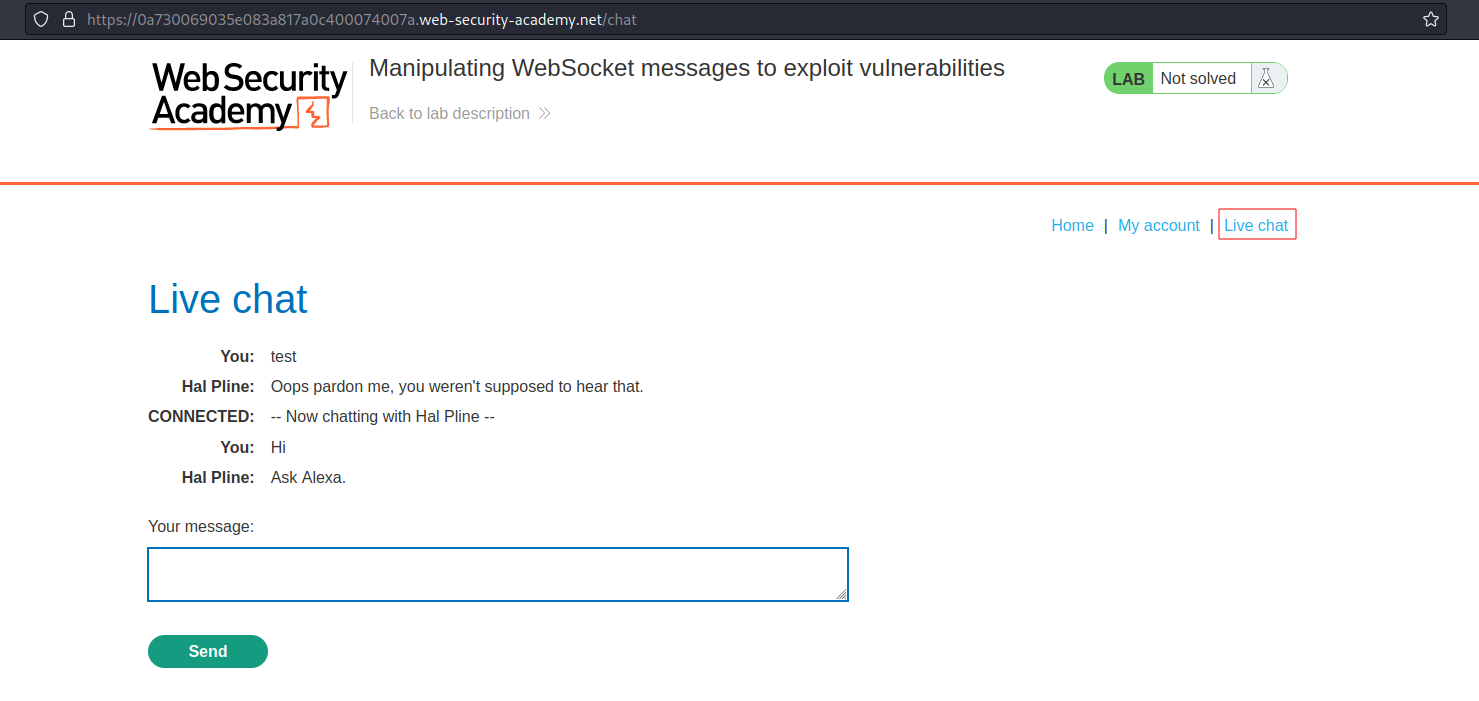 https://0a730069035e083a817a0c400074007a.web-security-academy.net/chat
WebSecurity
Academy
Manipulating WebSocket messages to exploit vulnerabilities
Back to lab description
LAB Not solved
Home | My account | Live chat
Live chat
You: test
Hal Pline: Oops pardon me, you weren't supposed to hear that.
CONNECTED: -- Now chatting with Hal Pline --
You: Hi
Hal Pline: Ask Alexa.
Your message:
Send